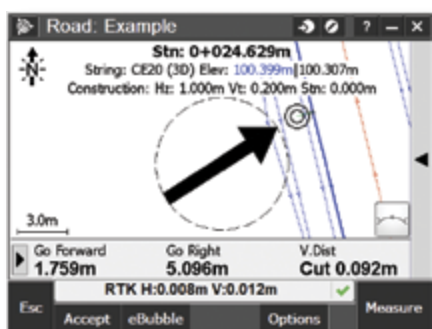 Road: Example
? – ×
Stn: 0+024.629m
String: CE20 (3D) Elev: 100.399m|100.307m
Construction: Hz: 1.000m Vt: 0.200m Stn: 0.000m
N
3.0m
Go Forward Go Right V.Dist
1.759m 5.096m Cut 0.092m
RTK H:0.008m V:0.012m
Esc Accept eBubble Options Measure